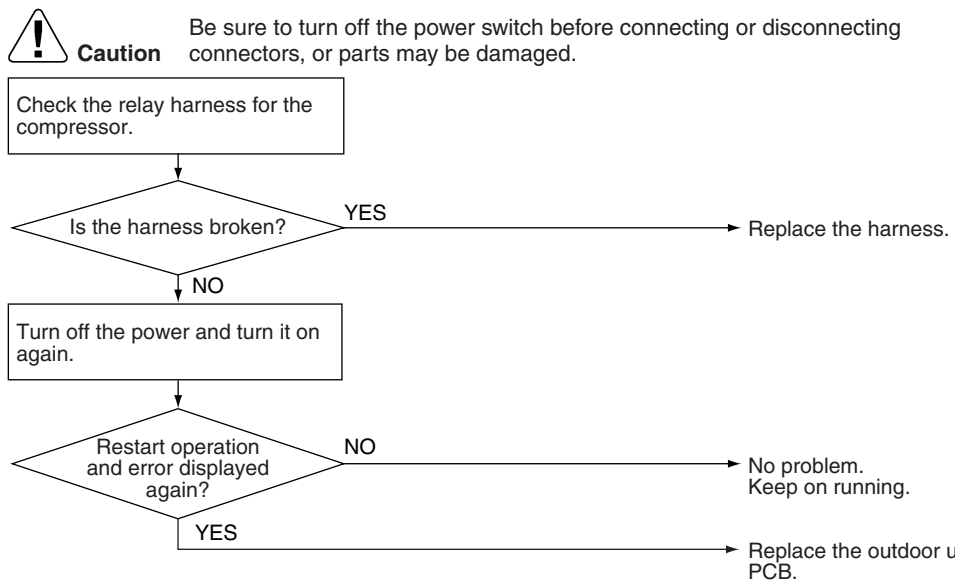 Be sure to turn off the power switch before connecting or disconnecting
Caution connectors, or parts may be damaged.
Check the relay harness for the
compressor.
Is the harness broken?
YES
Replace the harness.
NO
Turn off the power and turn it on
again.
Restart operation
and error displayed
again?
NO
No problem.
Keep on running.
YES
Replace the outdoor
PCB.